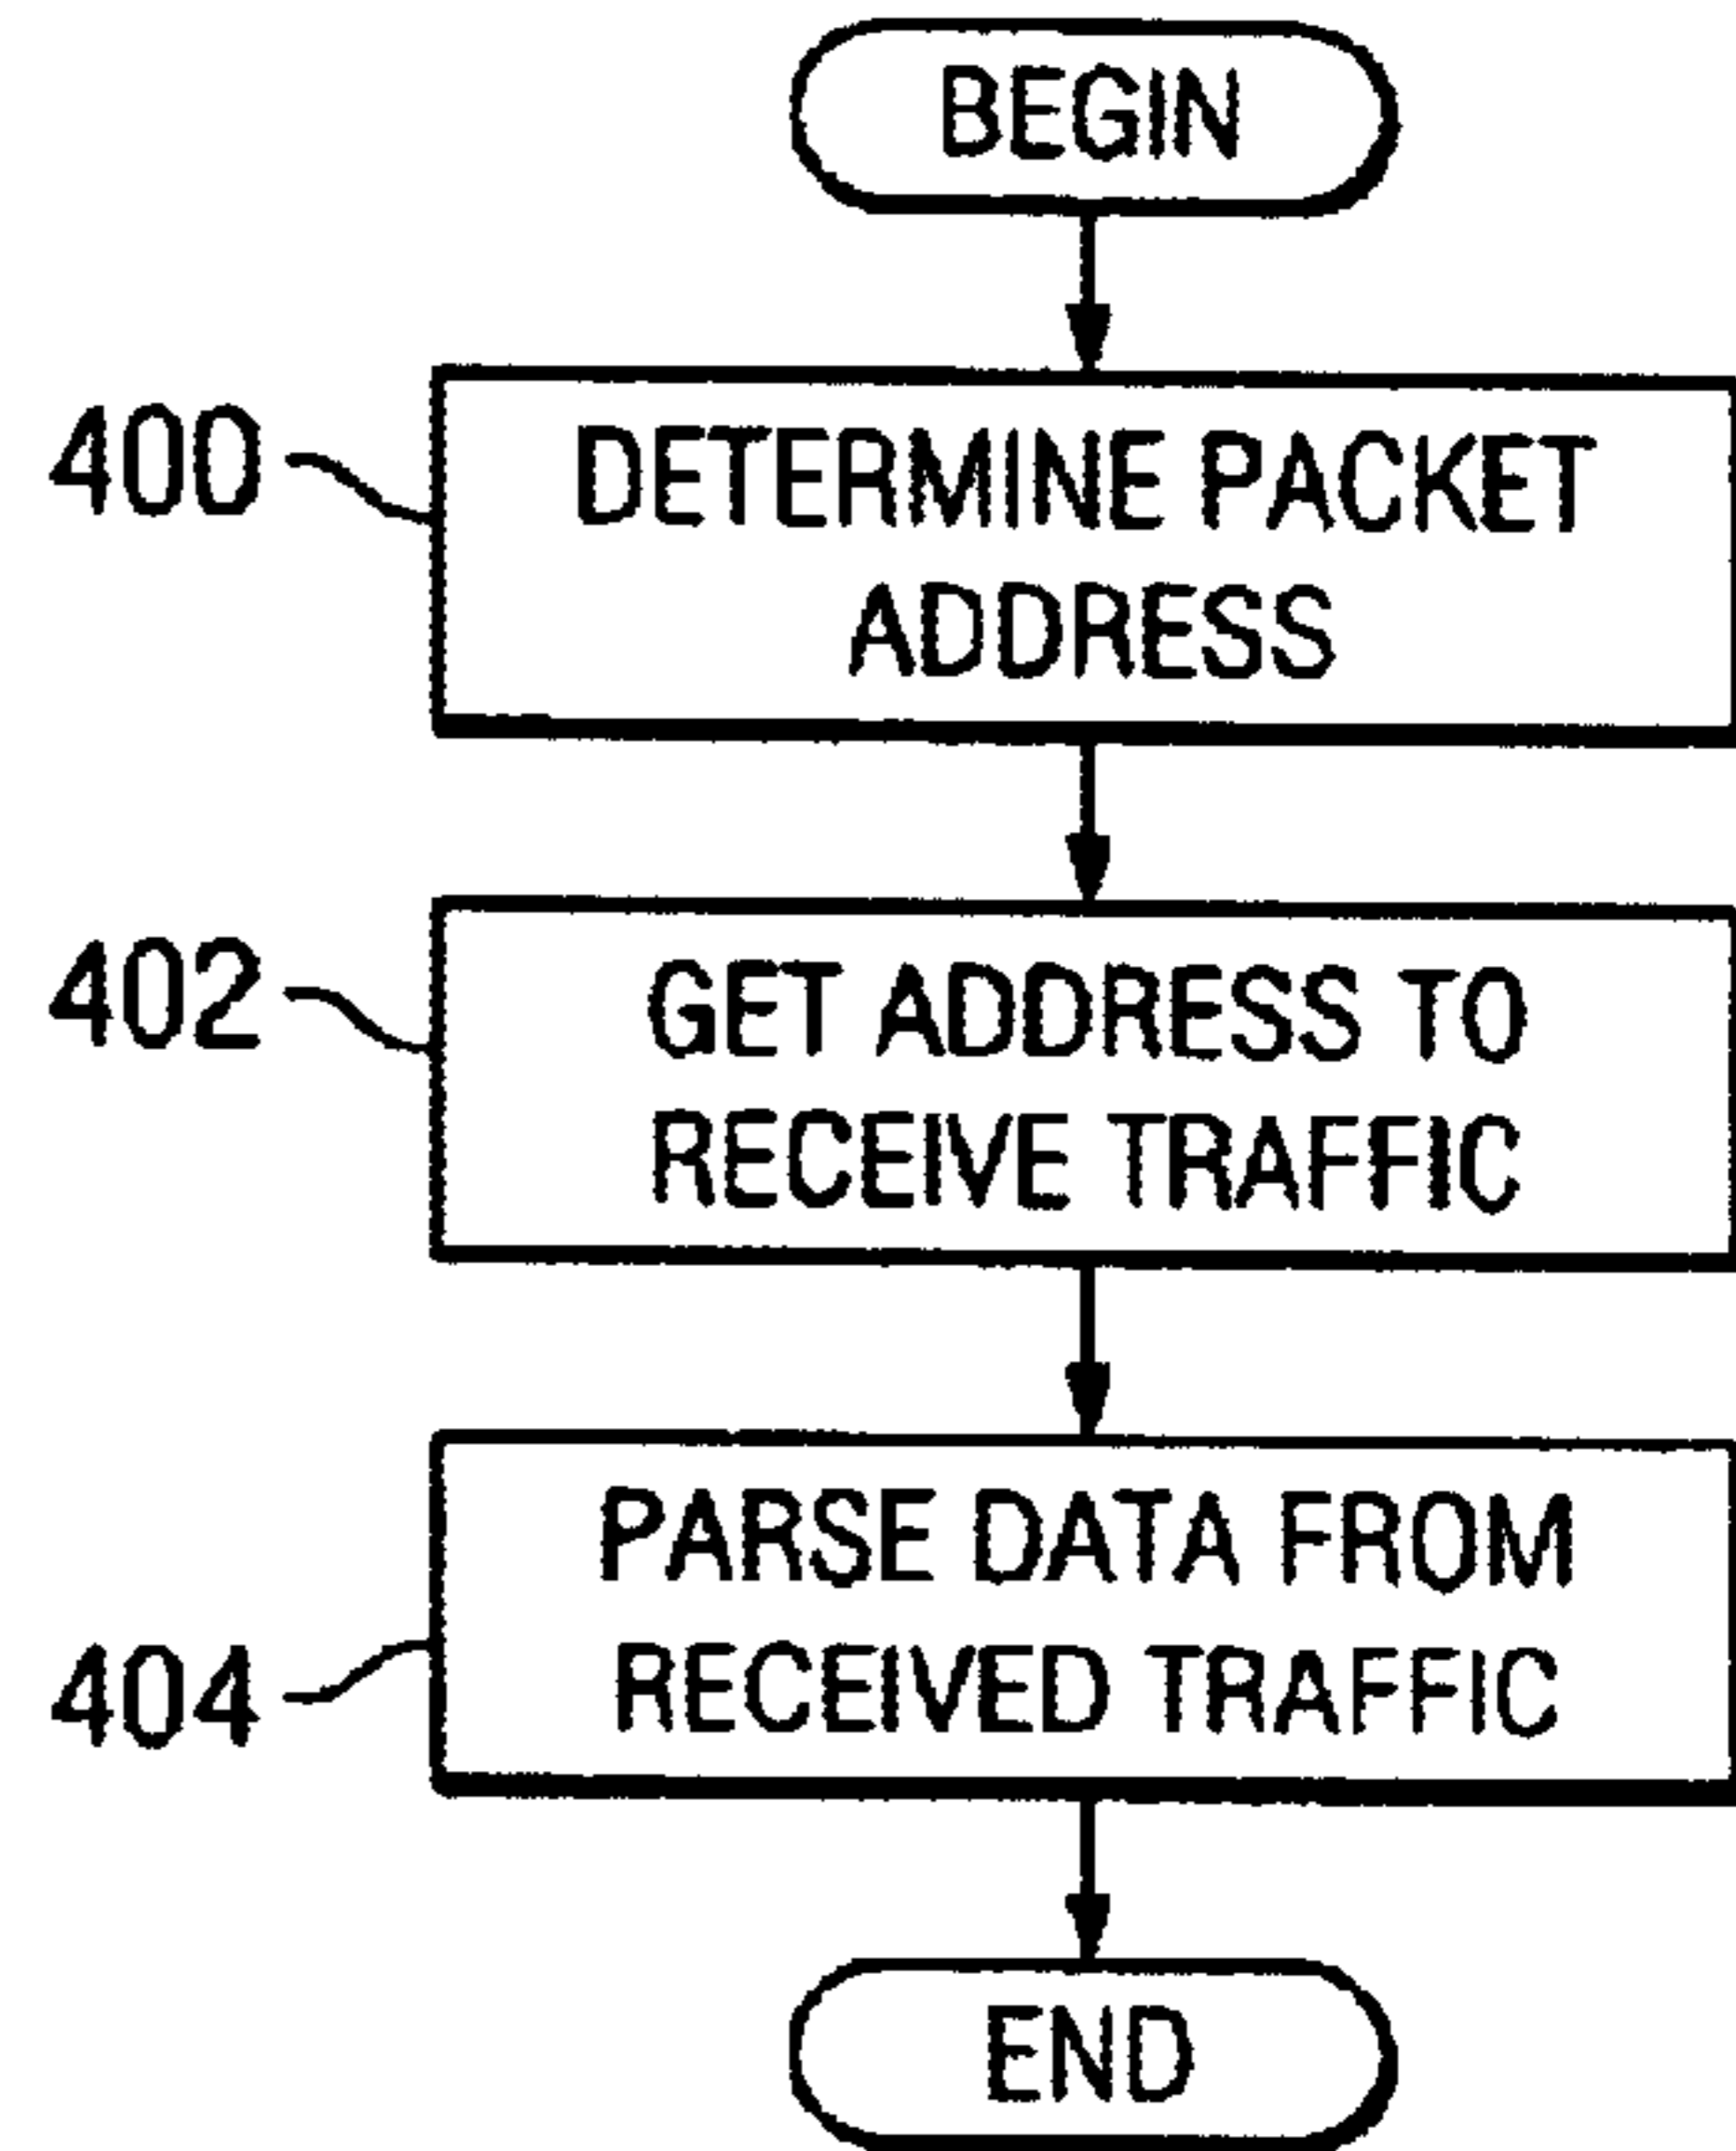 BEGIN
400
DETERMINE PACKET
ADDRESS
402
GET ADDRESS TO
RECEIVE TRAFFIC
PARSE DATA FROM
404
RECEIVED TRAFFIC
END